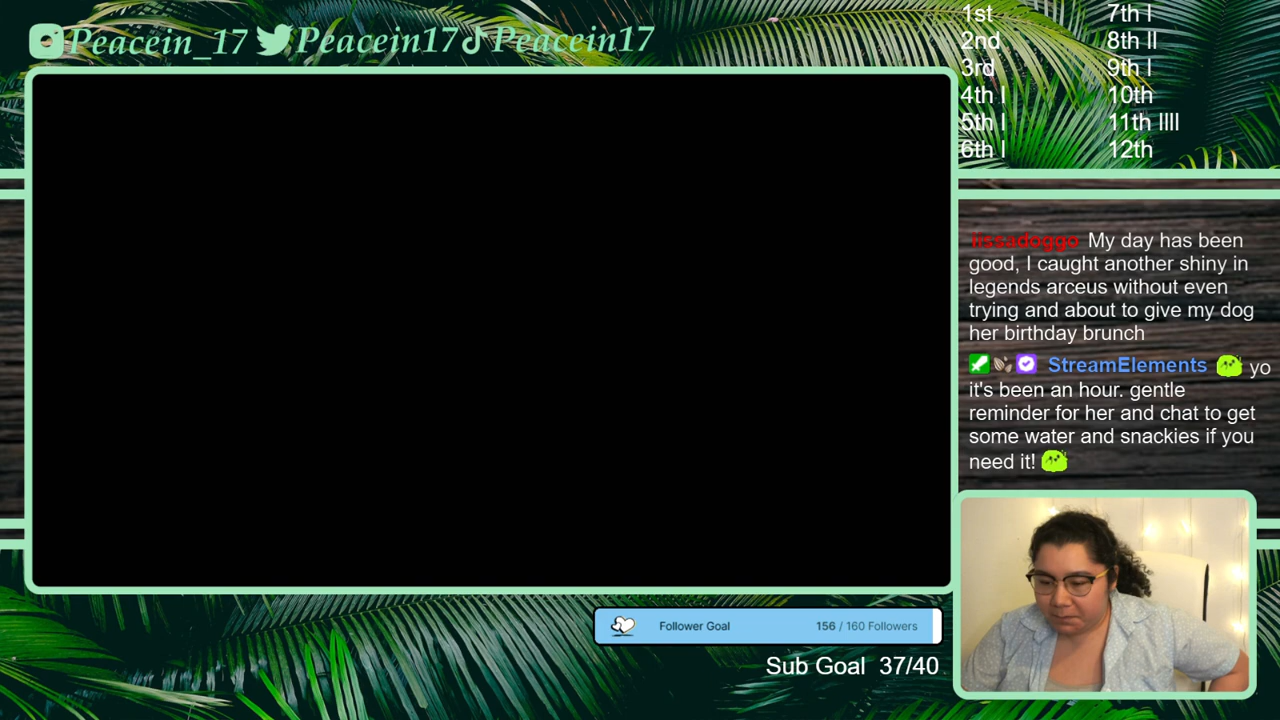 Peacein_17 Peacein17 Peacein17
1st
2nd
3rd
4th I
5th I
6th I
7th I
8th II
9th I
10th
11th IIII
12th
lissadoggo My day has been
good, I caught another shiny in
legends arceus without even
trying and about to give my dog
her birthday brunch
StreamElements yo
it's been an hour. gentle
reminder for her and chat to get
some water and snackies if you
need it!
Follower Goal 156 / 160 Followers
Sub Goal 37/40